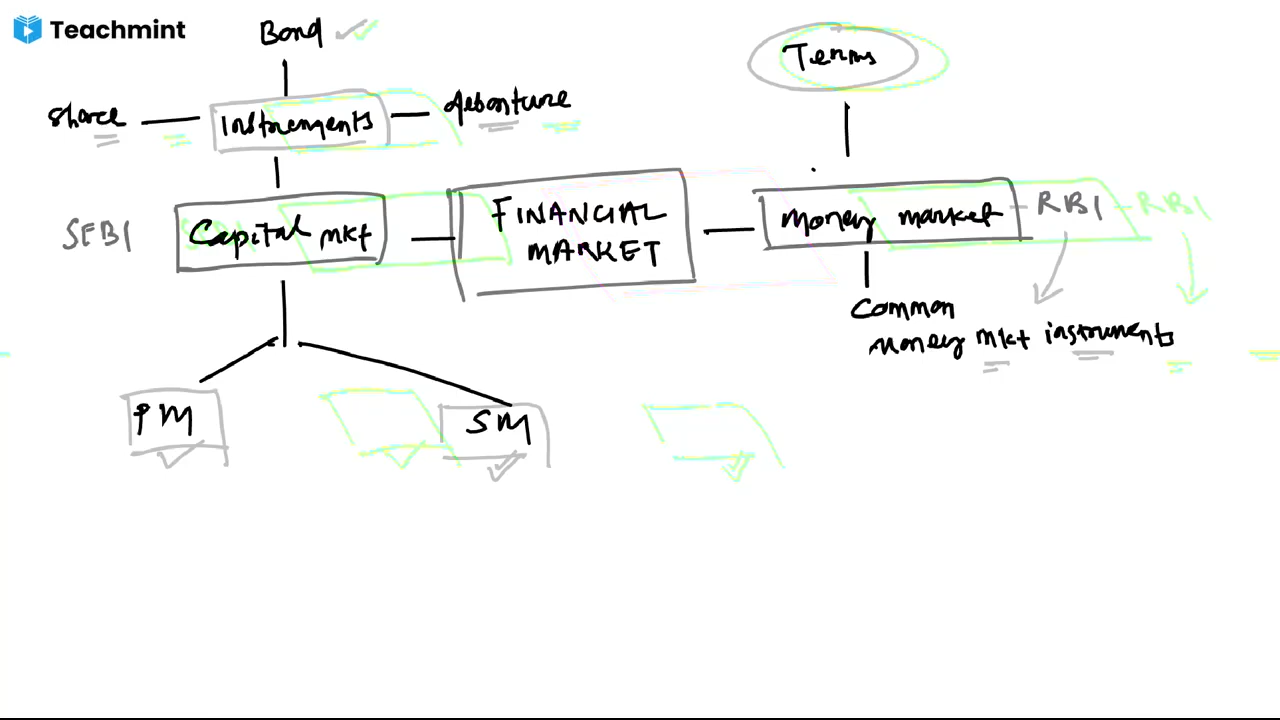 Teachmint
Bond
Terms
Share
instruments
debenture
SEBI
Capital mkt
FINANCIAL
MARKET
Money market
RBI
RBI
Common
Money mkt instruments
PM
SM